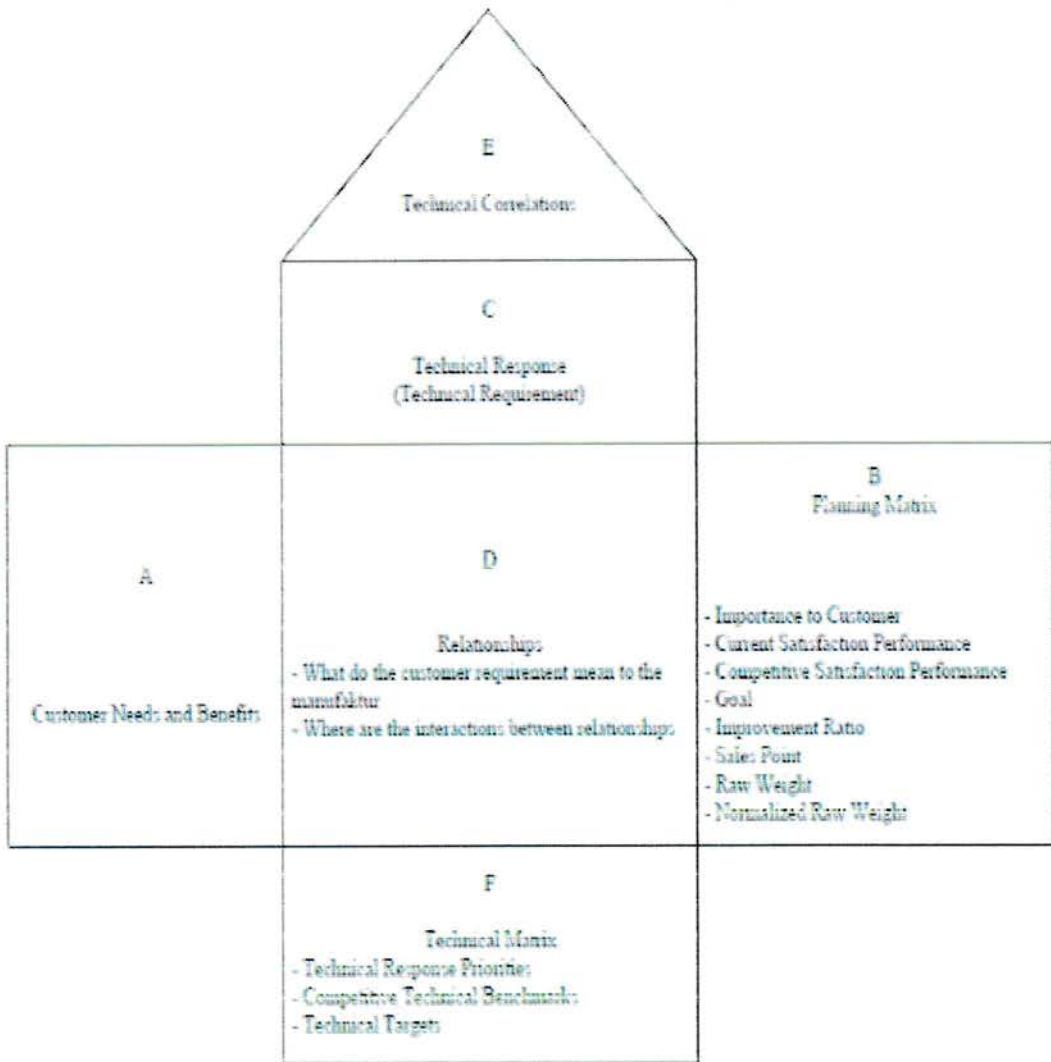 E
Technical Correlations
C
Technical Response
(Technical Requirement)
A
Customer Needs and Benefits
D
Relationships
- What do the customer requirement mean to the
manufaktur
- Where are the interactions between relationships
B
Planning Matrix
- Importance to Customer
- Current Satisfaction Performance
- Competitive Satisfaction Performance
- Goal
- Improvement Ratio
- Sales Point
- Raw Weight
- Normalized Raw Weight
F
Technical Matrix
- Technical Response Priorities
- Competitive Technical Benchmarks
- Technical Targets